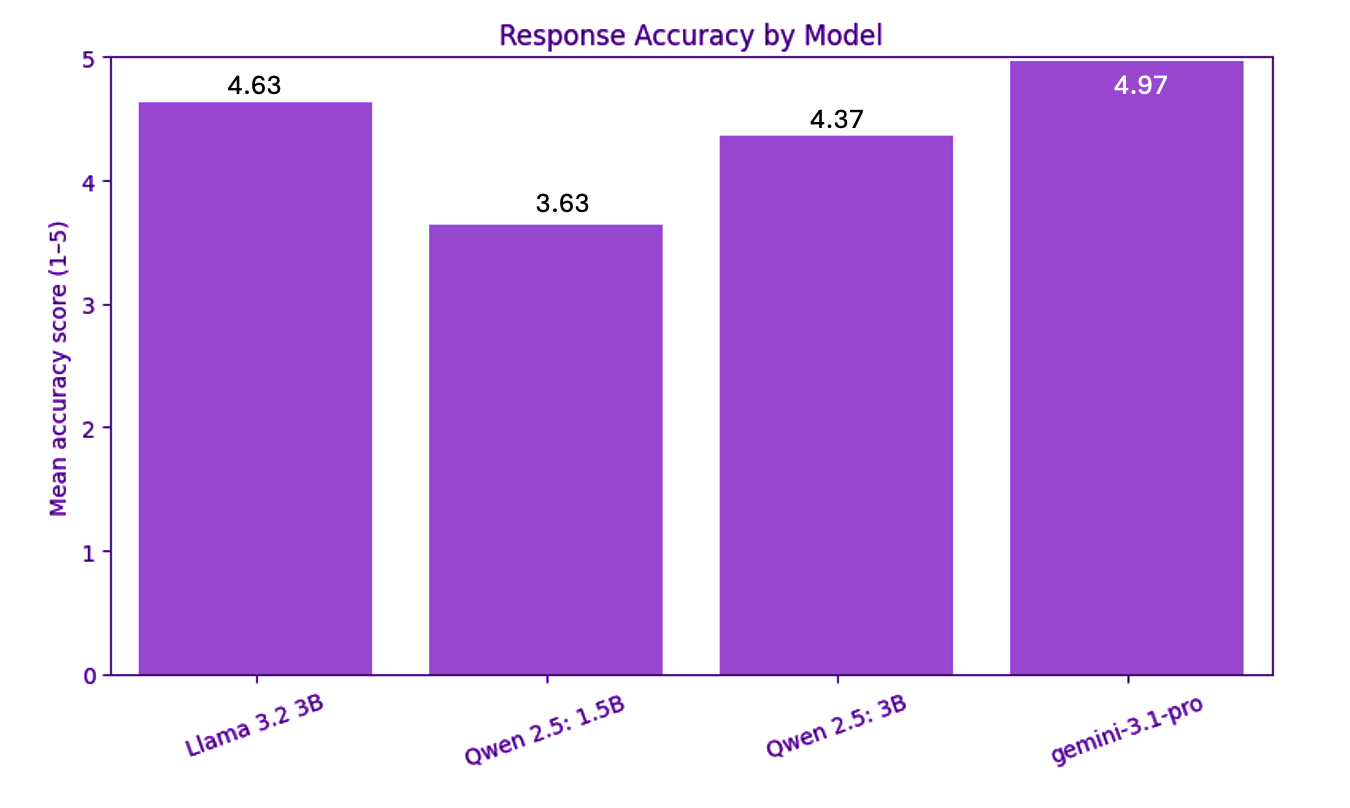 Response Accuracy by Model
Mean accuracy score (1–5)
5
4
3
2
1
0
4.63
3.63
4.37
4.97
Llama 3.2 3B
Qwen 2.5: 1.5B
Qwen 2.5: 3B
gemini-3.1-pro